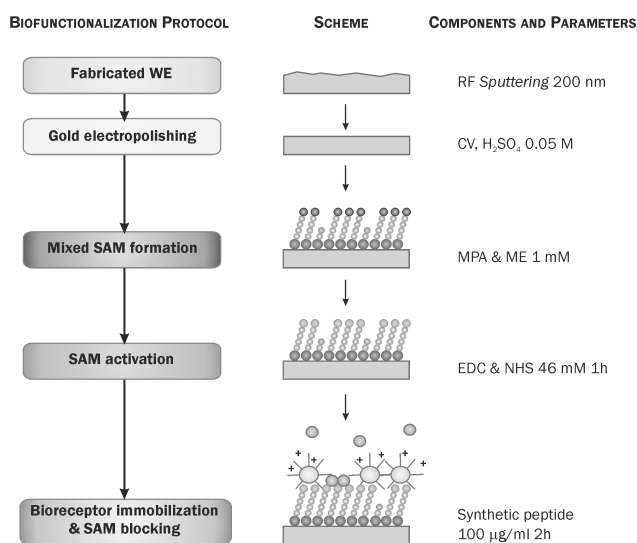 BIOFUNCTIONALIZATION PROTOCOL
SCHEME
COMPONENTS AND PARAMETERS
Fabricated WE
RF Sputtering 200 nm
Gold electropolishing
CV, H₂SO₄ 0.05 M
Mixed SAM formation
MPA & ME 1 mM
SAM activation
EDC & NHS 46 mM 1h
+ + + +
+ +
Bioreceptor immobilization
& SAM blocking
Synthetic peptide
100 µg/ml 2h